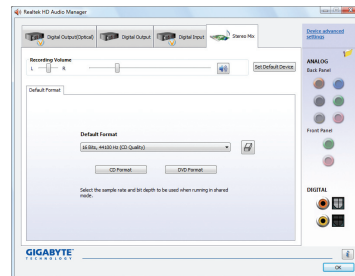 Realtek HD Audio Manager
Digital Output(Optical)
Digital Output
Digital Input
Stereo Mix
Device advanced settings
Recording Volume
L
R
Set Default Device
ANALOG
Back Panel
Default Format
Default Format
16 Bits, 44100 Hz (CD Quality)
CD Format
DVD Format
Select the sample rate and bit depth to be used when running in shared
mode.
Front Panel
DIGITAL
GIGABYTE
TECHNOLOGY
OK